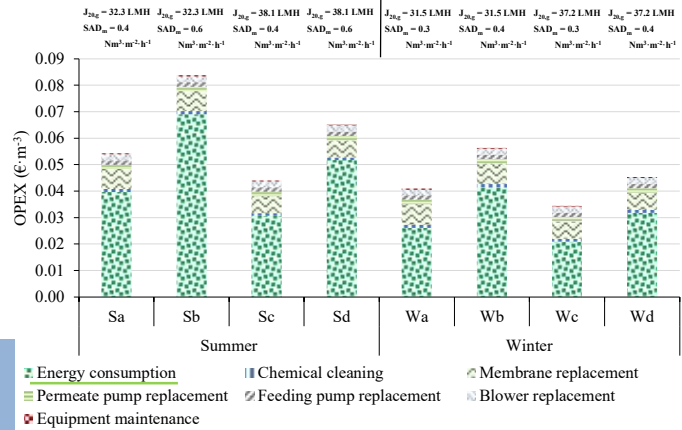 J20,g = 32.3 LMH J20,g = 32.3 LMH J20,g = 38.1 LMH J20,g = 38.1 LMH J20,g = 31.5 LMH J20,g = 31.5 LMH J20,g = 37.2 LMH J20,g = 37.2 LMH
SADm = 0.4 SADm = 0.6 SADm = 0.4 SADm = 0.6 SADm = 0.3 SADm = 0.4 SADm = 0.3 SADm = 0.4
Nm³·m⁻²·h⁻¹ Nm³·m⁻²·h⁻¹ Nm³·m⁻²·h⁻¹ Nm³·m⁻²·h⁻¹ Nm³·m⁻²·h⁻¹ Nm³·m⁻²·h⁻¹ Nm³·m⁻²·h⁻¹ Nm³·m⁻²·h⁻¹
OPEX (€·m⁻³)
0.09
0.08
0.07
0.06
0.05
0.04
0.03
0.02
0.01
0.00
Sa Sb Sc Sd Wa Wb Wc Wd
Summer Winter
Energy consumption Chemical cleaning Membrane replacement
Permeate pump replacement Feeding pump replacement Blower replacement
Equipment maintenance